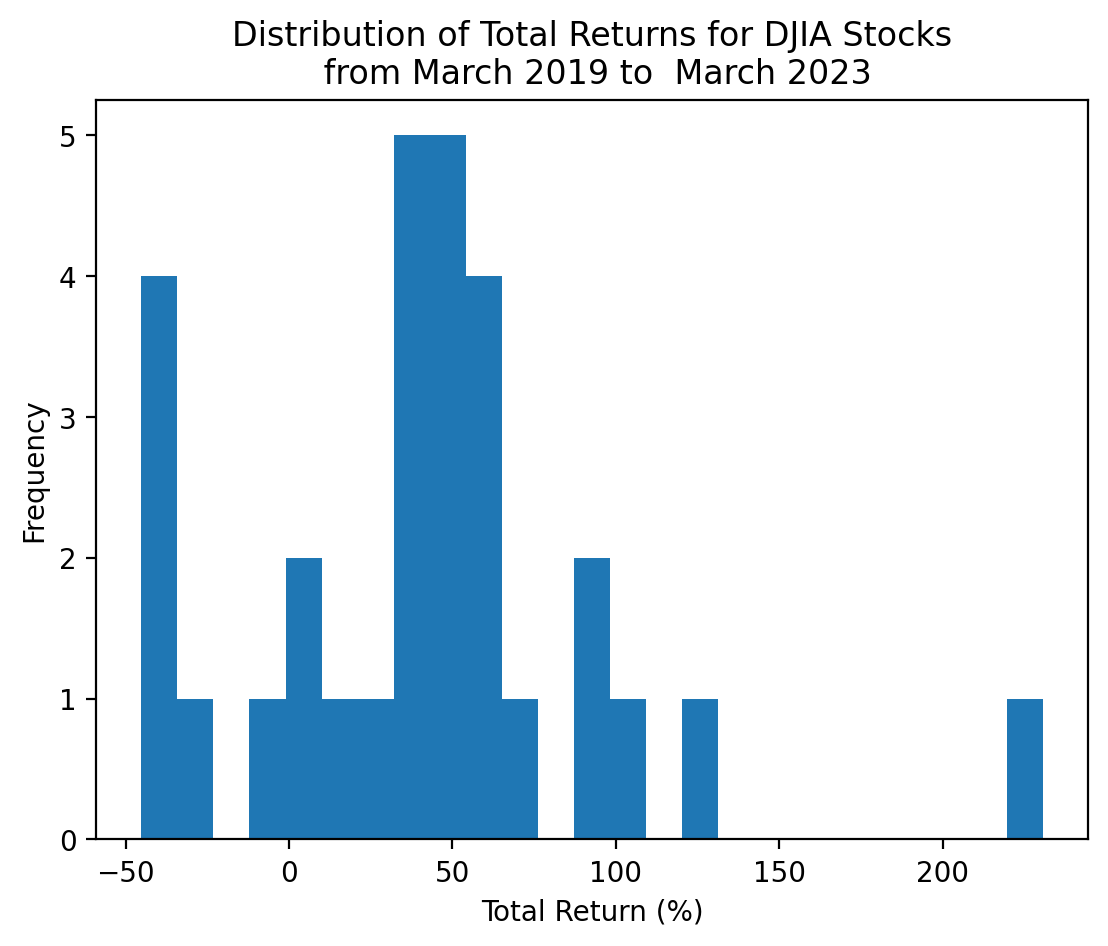 Distribution of Total Returns for DJIA Stocks
from March 2019 to  March 2023
5
4
3
2
1
0
Frequency
−50 0 50 100 150 200
Total Return (%)